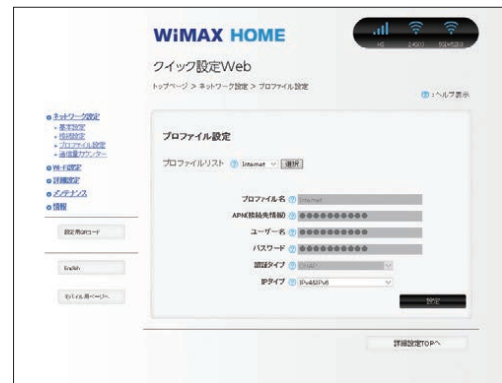 WiMAX HOME
クイック設定Web
トップページ > ネットワーク設定 > プロファイル設定
? :ヘルプ表示
ネットワーク設定
基本設定
接続設定
プロファイル設定
通信量カウンター
Wi-Fi設定
詳細設定
メンテナンス
情報
English
プロファイル設定
プロファイルリスト ? Internet 選択
プロファイル名 ? Internet
APN(接続先情報) ? ●●●●●●●●●●
ユーザー名 ? ●●●●●●●●●●
パスワード ? ●●●●●●●●●●
認証タイプ ? CHAP
IPタイプ ? IPv4&IPv6
設定
詳細設定TOPへ